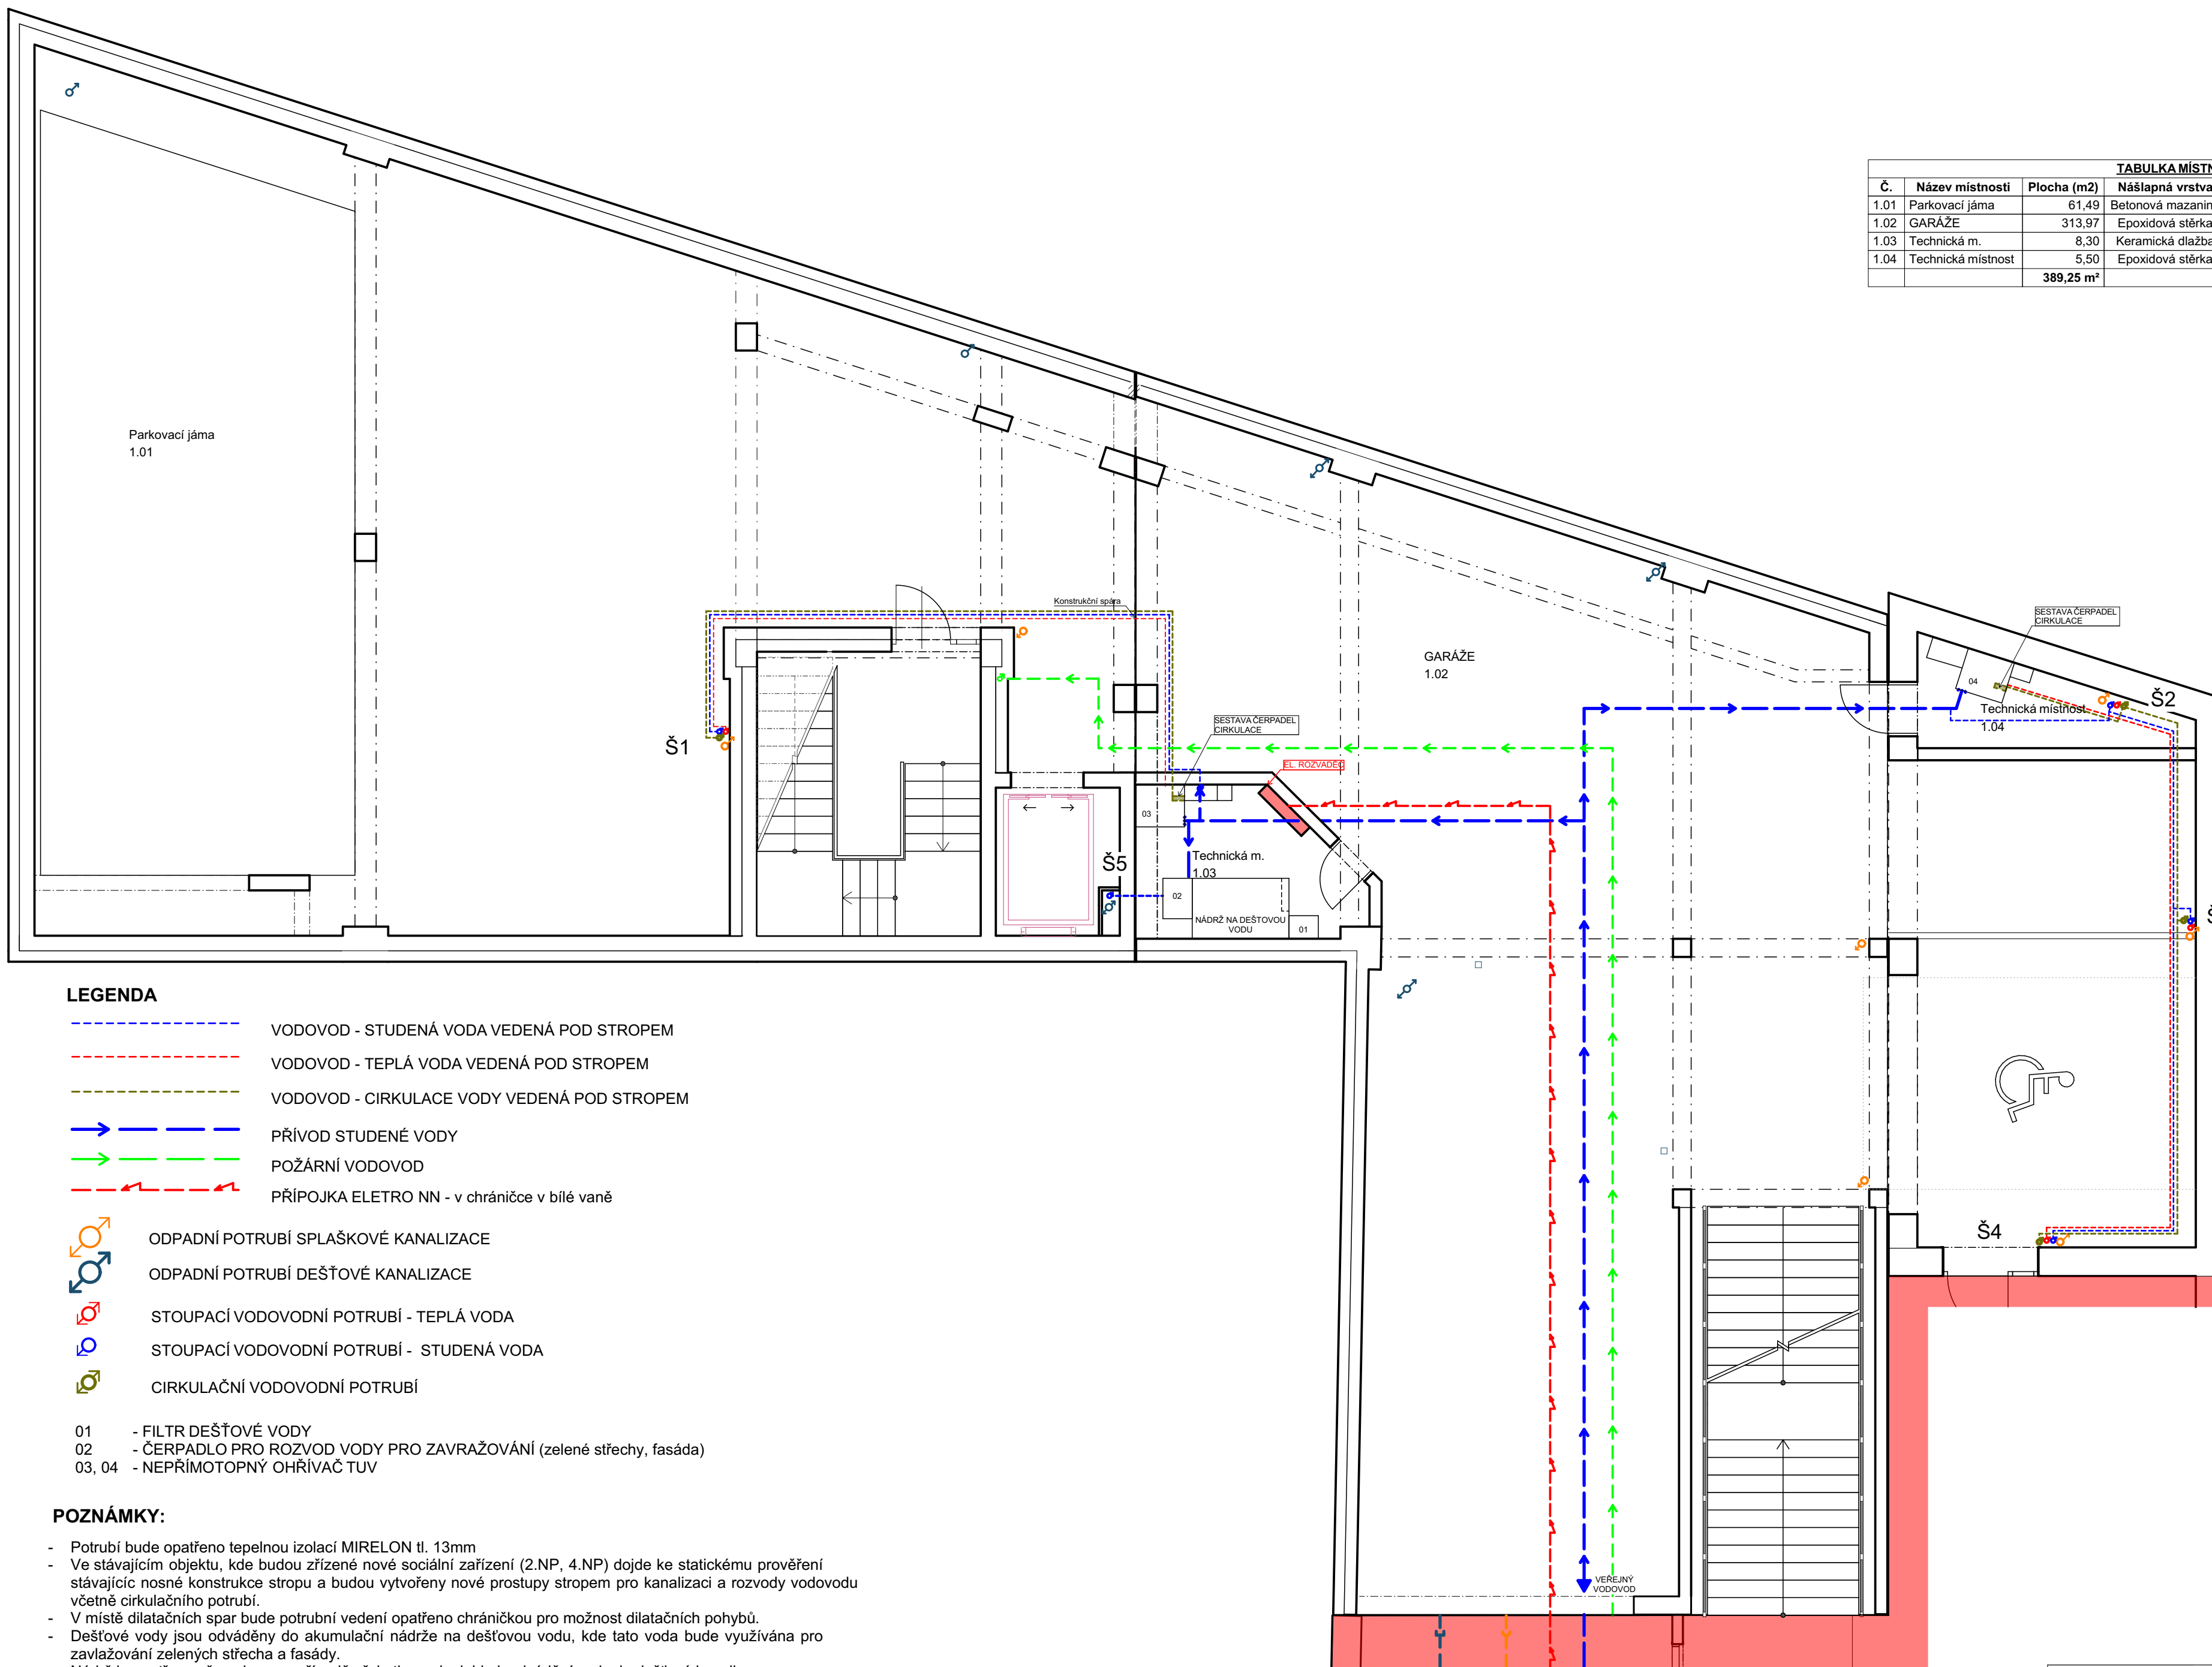 TABULKA MÍSTN
Č. Název místnosti Plocha (m2) Nášlapná vrstva
1.01 Parkovací jáma 61,49 Betonová mazanin
1.02 GARÁŽE 313,97 Epoxidová stěrka
1.03 Technická m. 8,30 Keramická dlažba
1.04 Technická místnost 5,50 Epoxidová stěrka
389,25 m²
Parkovací jáma
1.01
Konstrukční spára
GARÁŽE
1.02
SESTAVA ČERPADEL
CIRKULACE
04
Technická místnost
1.04
Š2
Š1
SESTAVA ČERPADEL
CIRKULACE
EL. ROZVADĚČ
03
Š5
Technická m.
1.03
02
NÁDRŽ NA DEŠTOVOU
VODU
01
Š4
VEŘEJNÝ
VODOVOD
LEGENDA
VODOVOD - STUDENÁ VODA VEDENÁ POD STROPEM
VODOVOD - TEPLÁ VODA VEDENÁ POD STROPEM
VODOVOD - CIRKULACE VODY VEDENÁ POD STROPEM
PŘÍVOD STUDENÉ VODY
POŽÁRNÍ VODOVOD
PŘÍPOJKA ELETRO NN - v chráničce v bílé vaně
ODPADNÍ POTRUBÍ SPLAŠKOVÉ KANALIZACE
ODPADNÍ POTRUBÍ DEŠŤOVÉ KANALIZACE
STOUPACÍ VODOVODNÍ POTRUBÍ - TEPLÁ VODA
STOUPACÍ VODOVODNÍ POTRUBÍ - STUDENÁ VODA
CIRKULAČNÍ VODOVODNÍ POTRUBÍ
01 - FILTR DEŠŤOVÉ VODY
02 - ČERPADLO PRO ROZVOD VODY PRO ZAVRAŽOVÁNÍ (zelené střechy, fasáda)
03, 04 - NEPŘÍMOTOPNÝ OHŘÍVAČ TUV
POZNÁMKY:
- Potrubí bude opatřeno tepelnou izolací MIRELON tl. 13mm
- Ve stávajícím objektu, kde budou zřízené nové sociální zařízení (2.NP, 4.NP) dojde ke statickému prověření
stávajícíc nosné konstrukce stropu a budou vytvořeny nové prostupy stropem pro kanalizaci a rozvody vodovodu
včetně cirkulačního potrubí.
- V místě dilatačních spar bude potrubní vedení opatřeno chráničkou pro možnost dilatačních pohybů.
- Dešťové vody jsou odváděny do akumulační nádrže na dešťovou vodu, kde tato voda bude využívána pro
zavlažování zelených střecha a fasády.